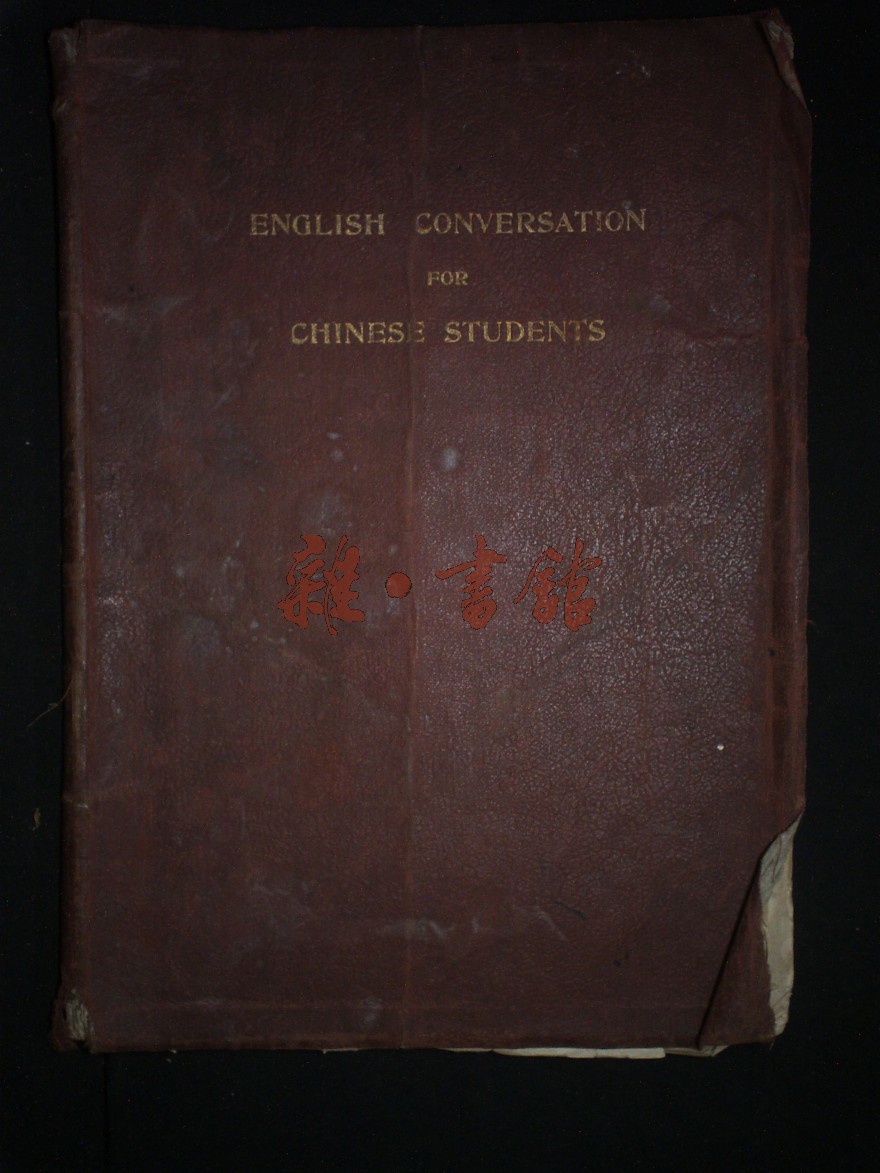 ENGLISH CONVERSATION
FOR
CHINESE STUDENTS
雜·書館